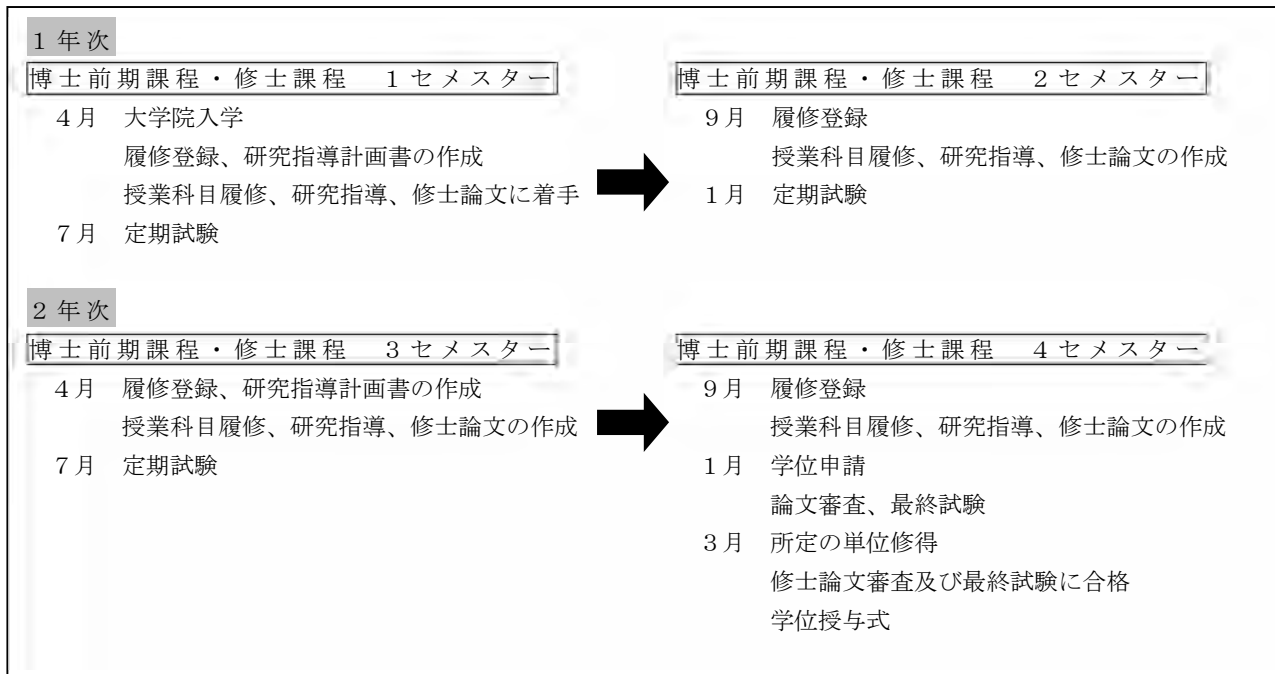 1年次
博士前期課程・修士課程　1セメスター
4月　大学院入学
履修登録、研究指導計画書の作成
授業科目履修、研究指導、修士論文に着手
7月　定期試験
博士前期課程・修士課程　2セメスター
9月　履修登録
授業科目履修、研究指導、修士論文の作成
1月　定期試験
2年次
博士前期課程・修士課程　3セメスター
4月　履修登録、研究指導計画書の作成
授業科目履修、研究指導、修士論文の作成
7月　定期試験
博士前期課程・修士課程　4セメスター
9月　履修登録
授業科目履修、研究指導、修士論文の作成
1月　学位申請
論文審査、最終試験
3月　所定の単位修得
修士論文審査及び最終試験に合格
学位授与式